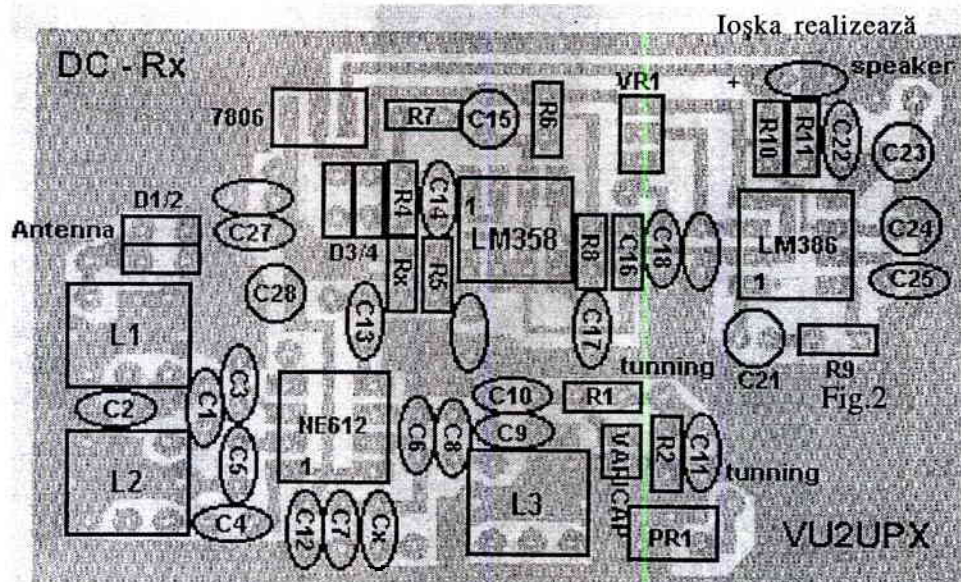 Ioşka realizează
DC - Rx
7806
R7
C15
R6
VR1
+
speaker
R10
R11
C22
C23
D1/2
Antenna
C27
R4
C14
1
LM358
D3/4
Rx
R5
R8
C16
C18
LM386
1
C24
C25
C28
C13
C17
tunning
C21
R9
Fig.2
L1
C2
C1
C3
C5
L2
C4
NE612
1
C6
C8
C10
C9
R1
VARICAP
R2
C11
tunning
C12
C7
Cx
L3
PR1
VU2UPX